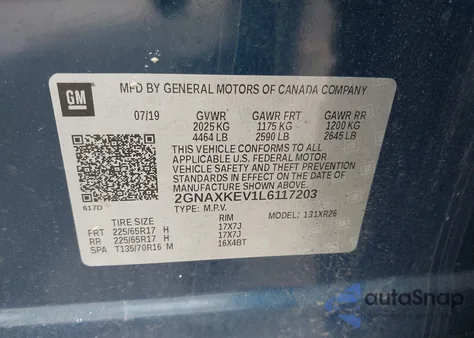 GM
MFD BY GENERAL MOTORS OF CANADA COMPANY
07/19 GVWR GAWR FRT GAWR RR
2025 KG 1175 KG 1200 KG
4464 LB 2590 LB 2645 LB
THIS VEHICLE CONFORMS TO ALL
APPLICABLE U.S. FEDERAL MOTOR
VEHICLE SAFETY AND THEFT PREVENTION
STANDARDS IN EFFECT ON THE DATE OF
MANUFACTURE SHOWN ABOVE.
617D
2GNAXKEV1L6117203
TYPE: M.P.V. MODEL: 131XR26
TIRE SIZE RIM
FRT 225/65R17 H 17X7J
RR 225/65R17 H 17X7J
SPA T135/70R16 M 16X4BT
autoSnap